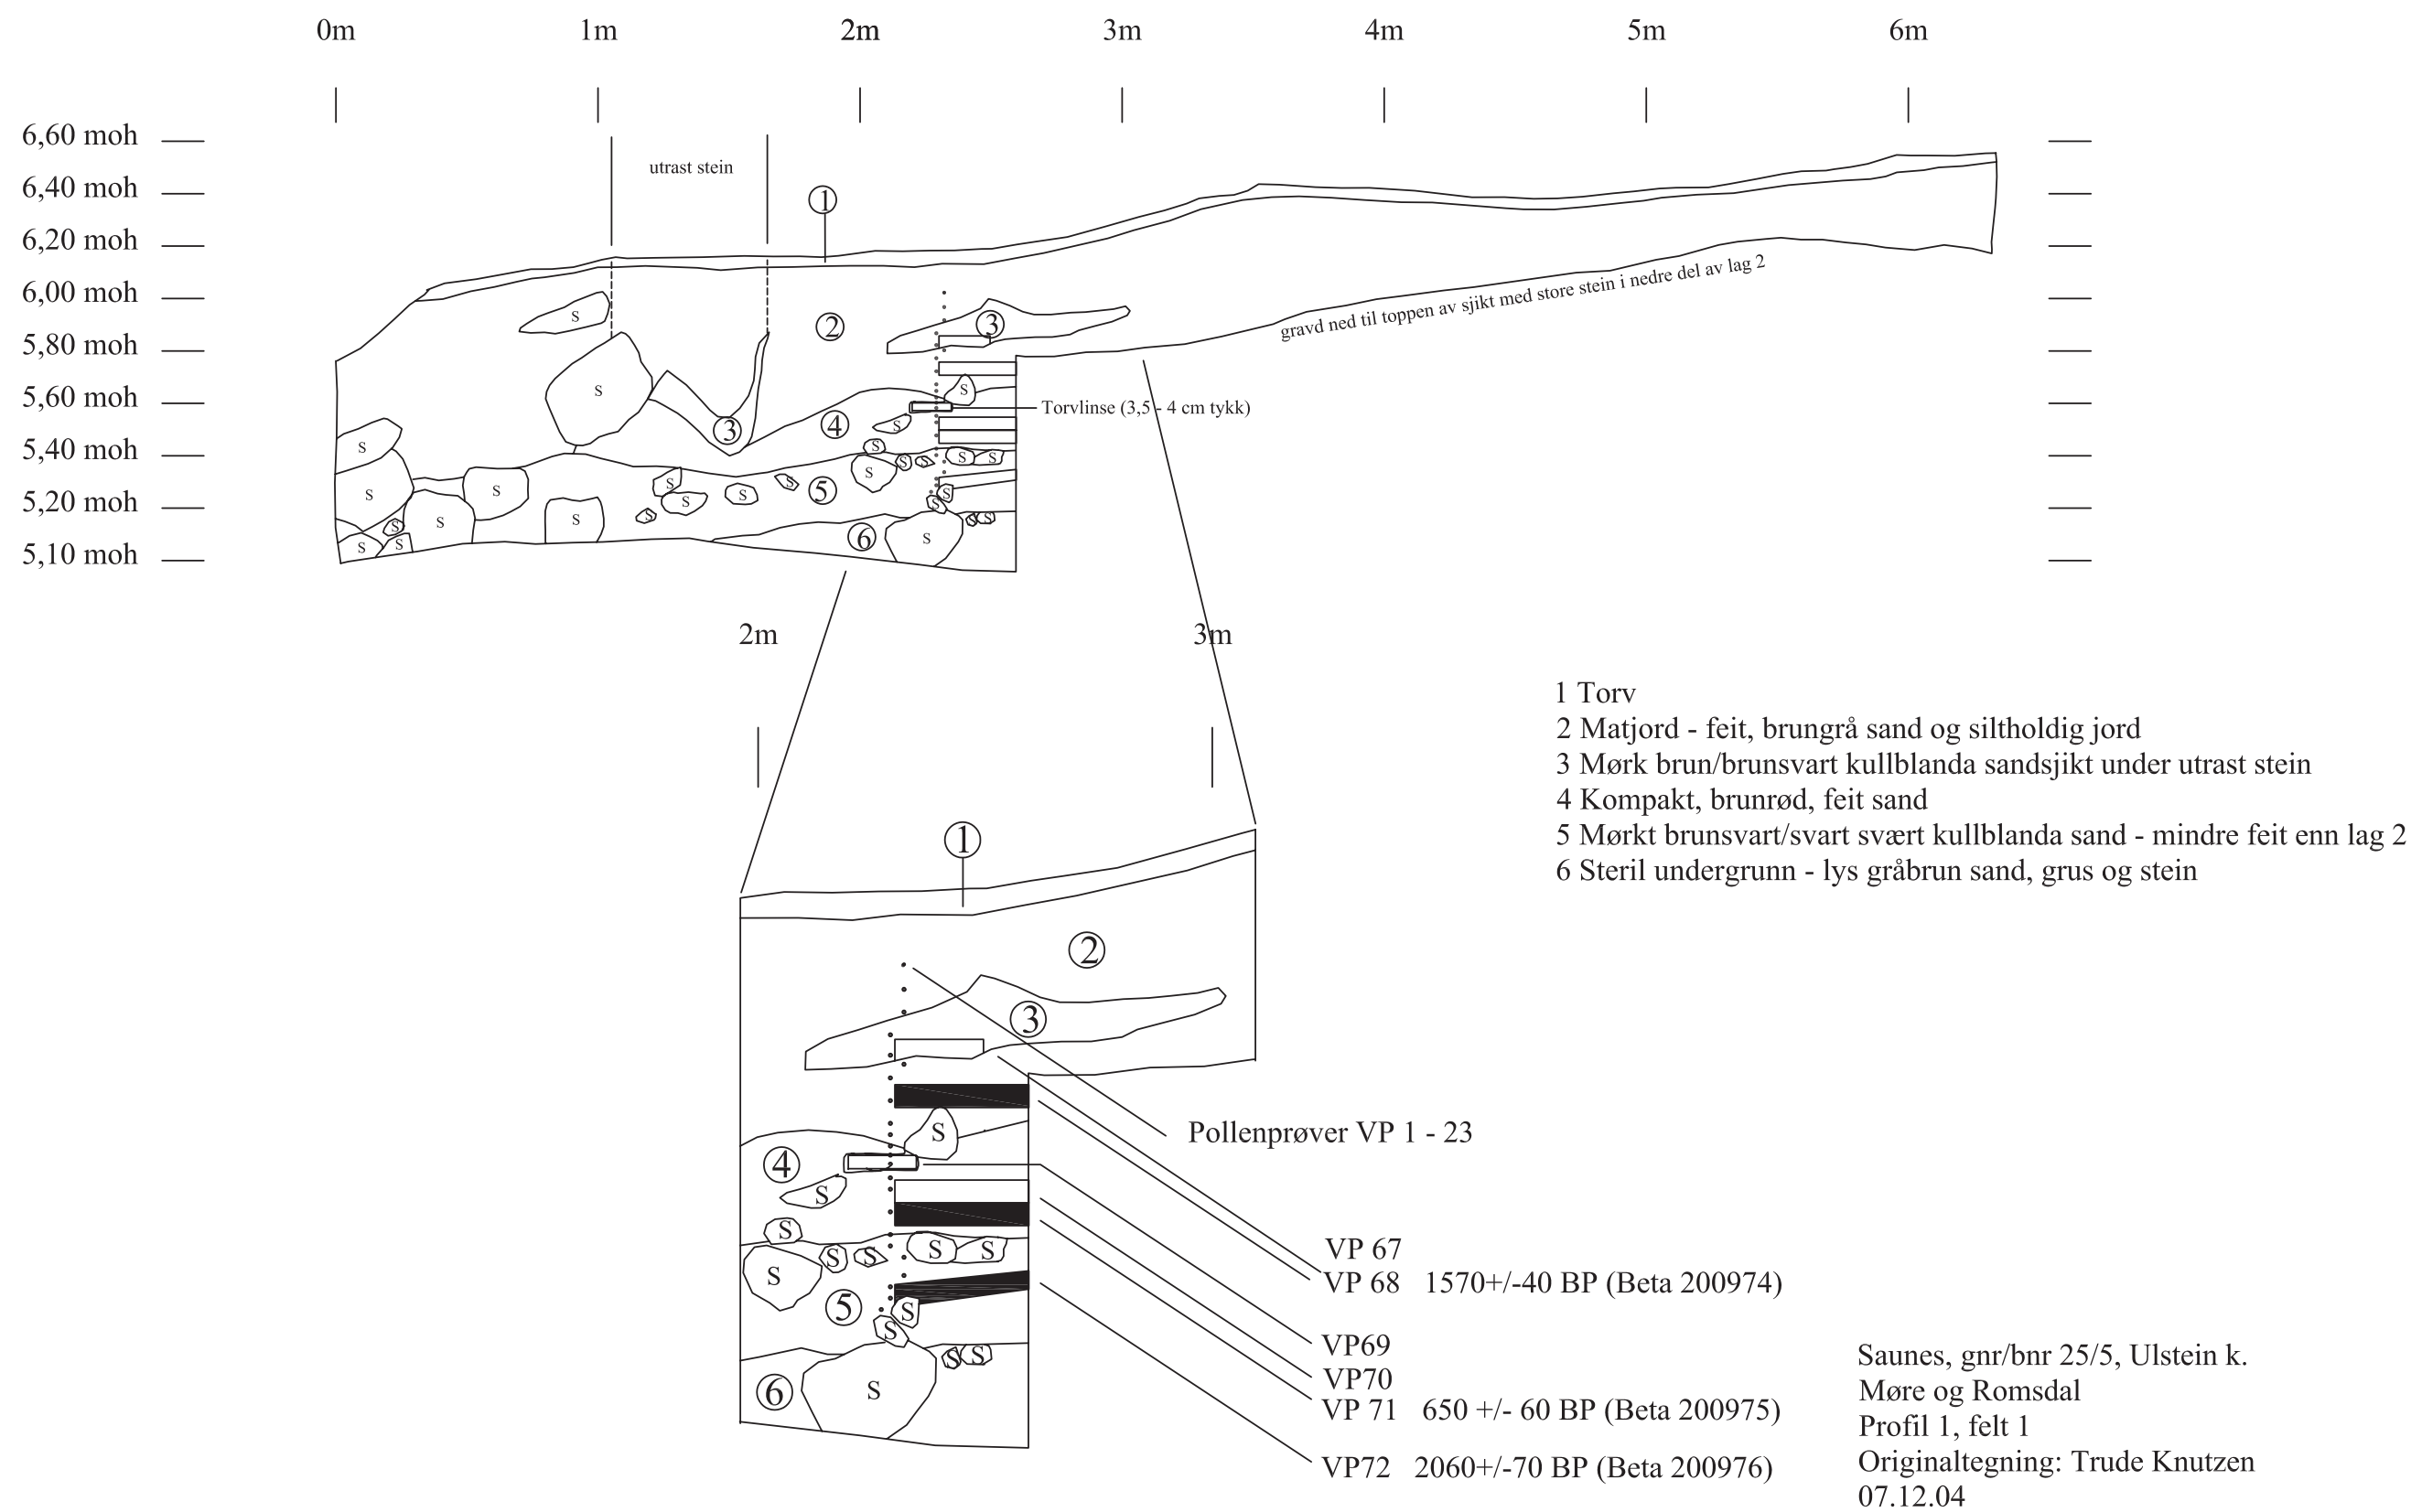 0m 1m 2m 3m 4m 5m 6m
6,60 moh
utrast stein
6,40 moh
1
6,20 moh
gravd ned til toppen av sjikt med store stein i nedre del av lag 2
6,00 moh
S
2
3
5,80 moh
S
5,60 moh
S
Torvlinse (3,5 - 4 cm tykk)
3
4
S
5,40 moh
S
S
S
S
S
S
S
S
S
S
S
S
S
5
S
5,20 moh
S
S
S
S
S
S
S
S
S
6
S
S
S
5,10 moh
2m 3m
1 Torv
2 Matjord - feit, brungrå sand og siltholdig jord
3 Mørk brun/brunsvart kullblanda sandsjikt under utrast stein
4 Kompakt, brunrød, feit sand
5 Mørkt brunsvart/svart svært kullblanda sand - mindre feit enn lag 2
6 Steril undergrunn - lys gråbrun sand, grus og stein
1
2
3
Pollenprøver VP 1 - 23
S
4
S
S
S
S
S
S
S
5
S
S
S
S
6
S
VP 67
VP 68 1570+/-40 BP (Beta 200974)
VP69
VP70
VP 71 650 +/- 60 BP (Beta 200975)
VP72 2060+/-70 BP (Beta 200976)
Saunes, gnr/bnr 25/5, Ulstein k.
Møre og Romsdal
Profil 1, felt 1
Originaltegning: Trude Knutzen
07.12.04